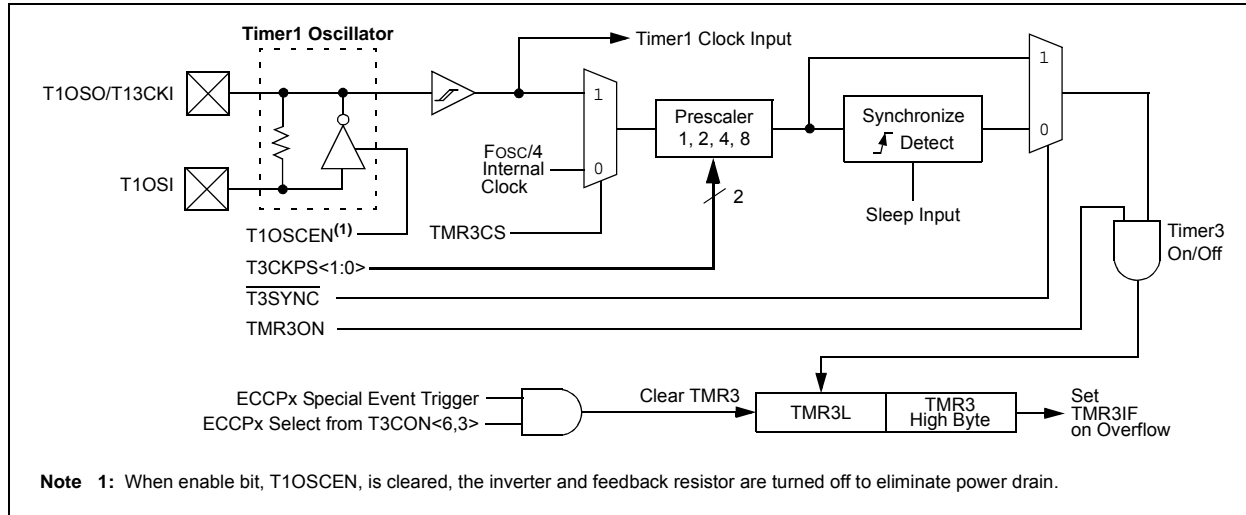 Timer1 Oscillator
Timer1 Clock Input
T1OSO/T13CKI
1
1
Prescaler
1, 2, 4, 8
Synchronize
Detect
0
FOSC/4
Internal
Clock
0
T1OSI
2
Sleep Input
T1OSCEN(1)
TMR3CS
Timer3
On/Off
T3CKPS<1:0>
T3SYNC
TMR3ON
ECCPx Special Event Trigger
ECCPx Select from T3CON<6,3>
Clear TMR3
TMR3L
TMR3
High Byte
Set
TMR3IF
on Overflow
Note 1: When enable bit, T1OSCEN, is cleared, the inverter and feedback resistor are turned off to eliminate power drain.